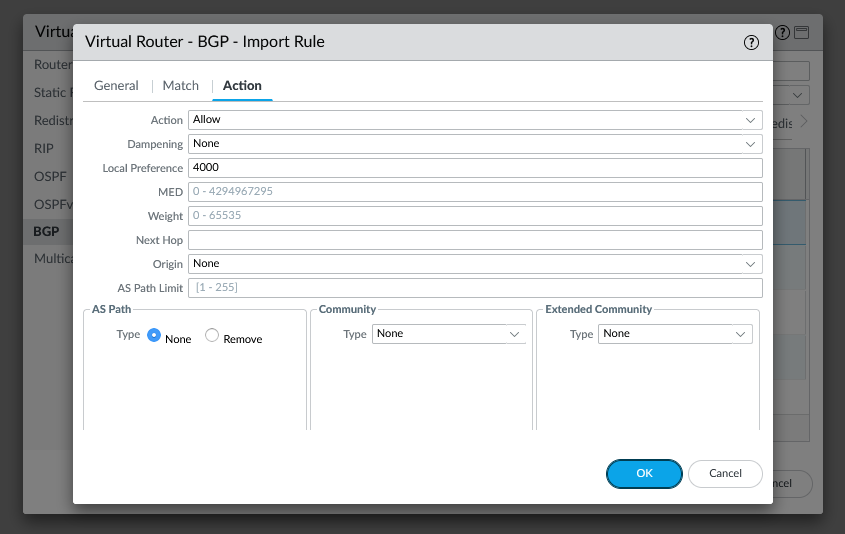 Virtu
Virtual Router - BGP - Import Rule
Router
Static R
Redistr
RIP
OSPF
OSPFv
BGP
Multica
General Match Action
Action Allow
Dampening None
Local Preference 4000
MED 0 - 4294967295
Weight 0 - 65535
Next Hop
Origin None
AS Path Limit [1 - 255]
AS Path
Type None Remove
Community
Type None
Extended Community
Type None
edis
OK Cancel
ncel